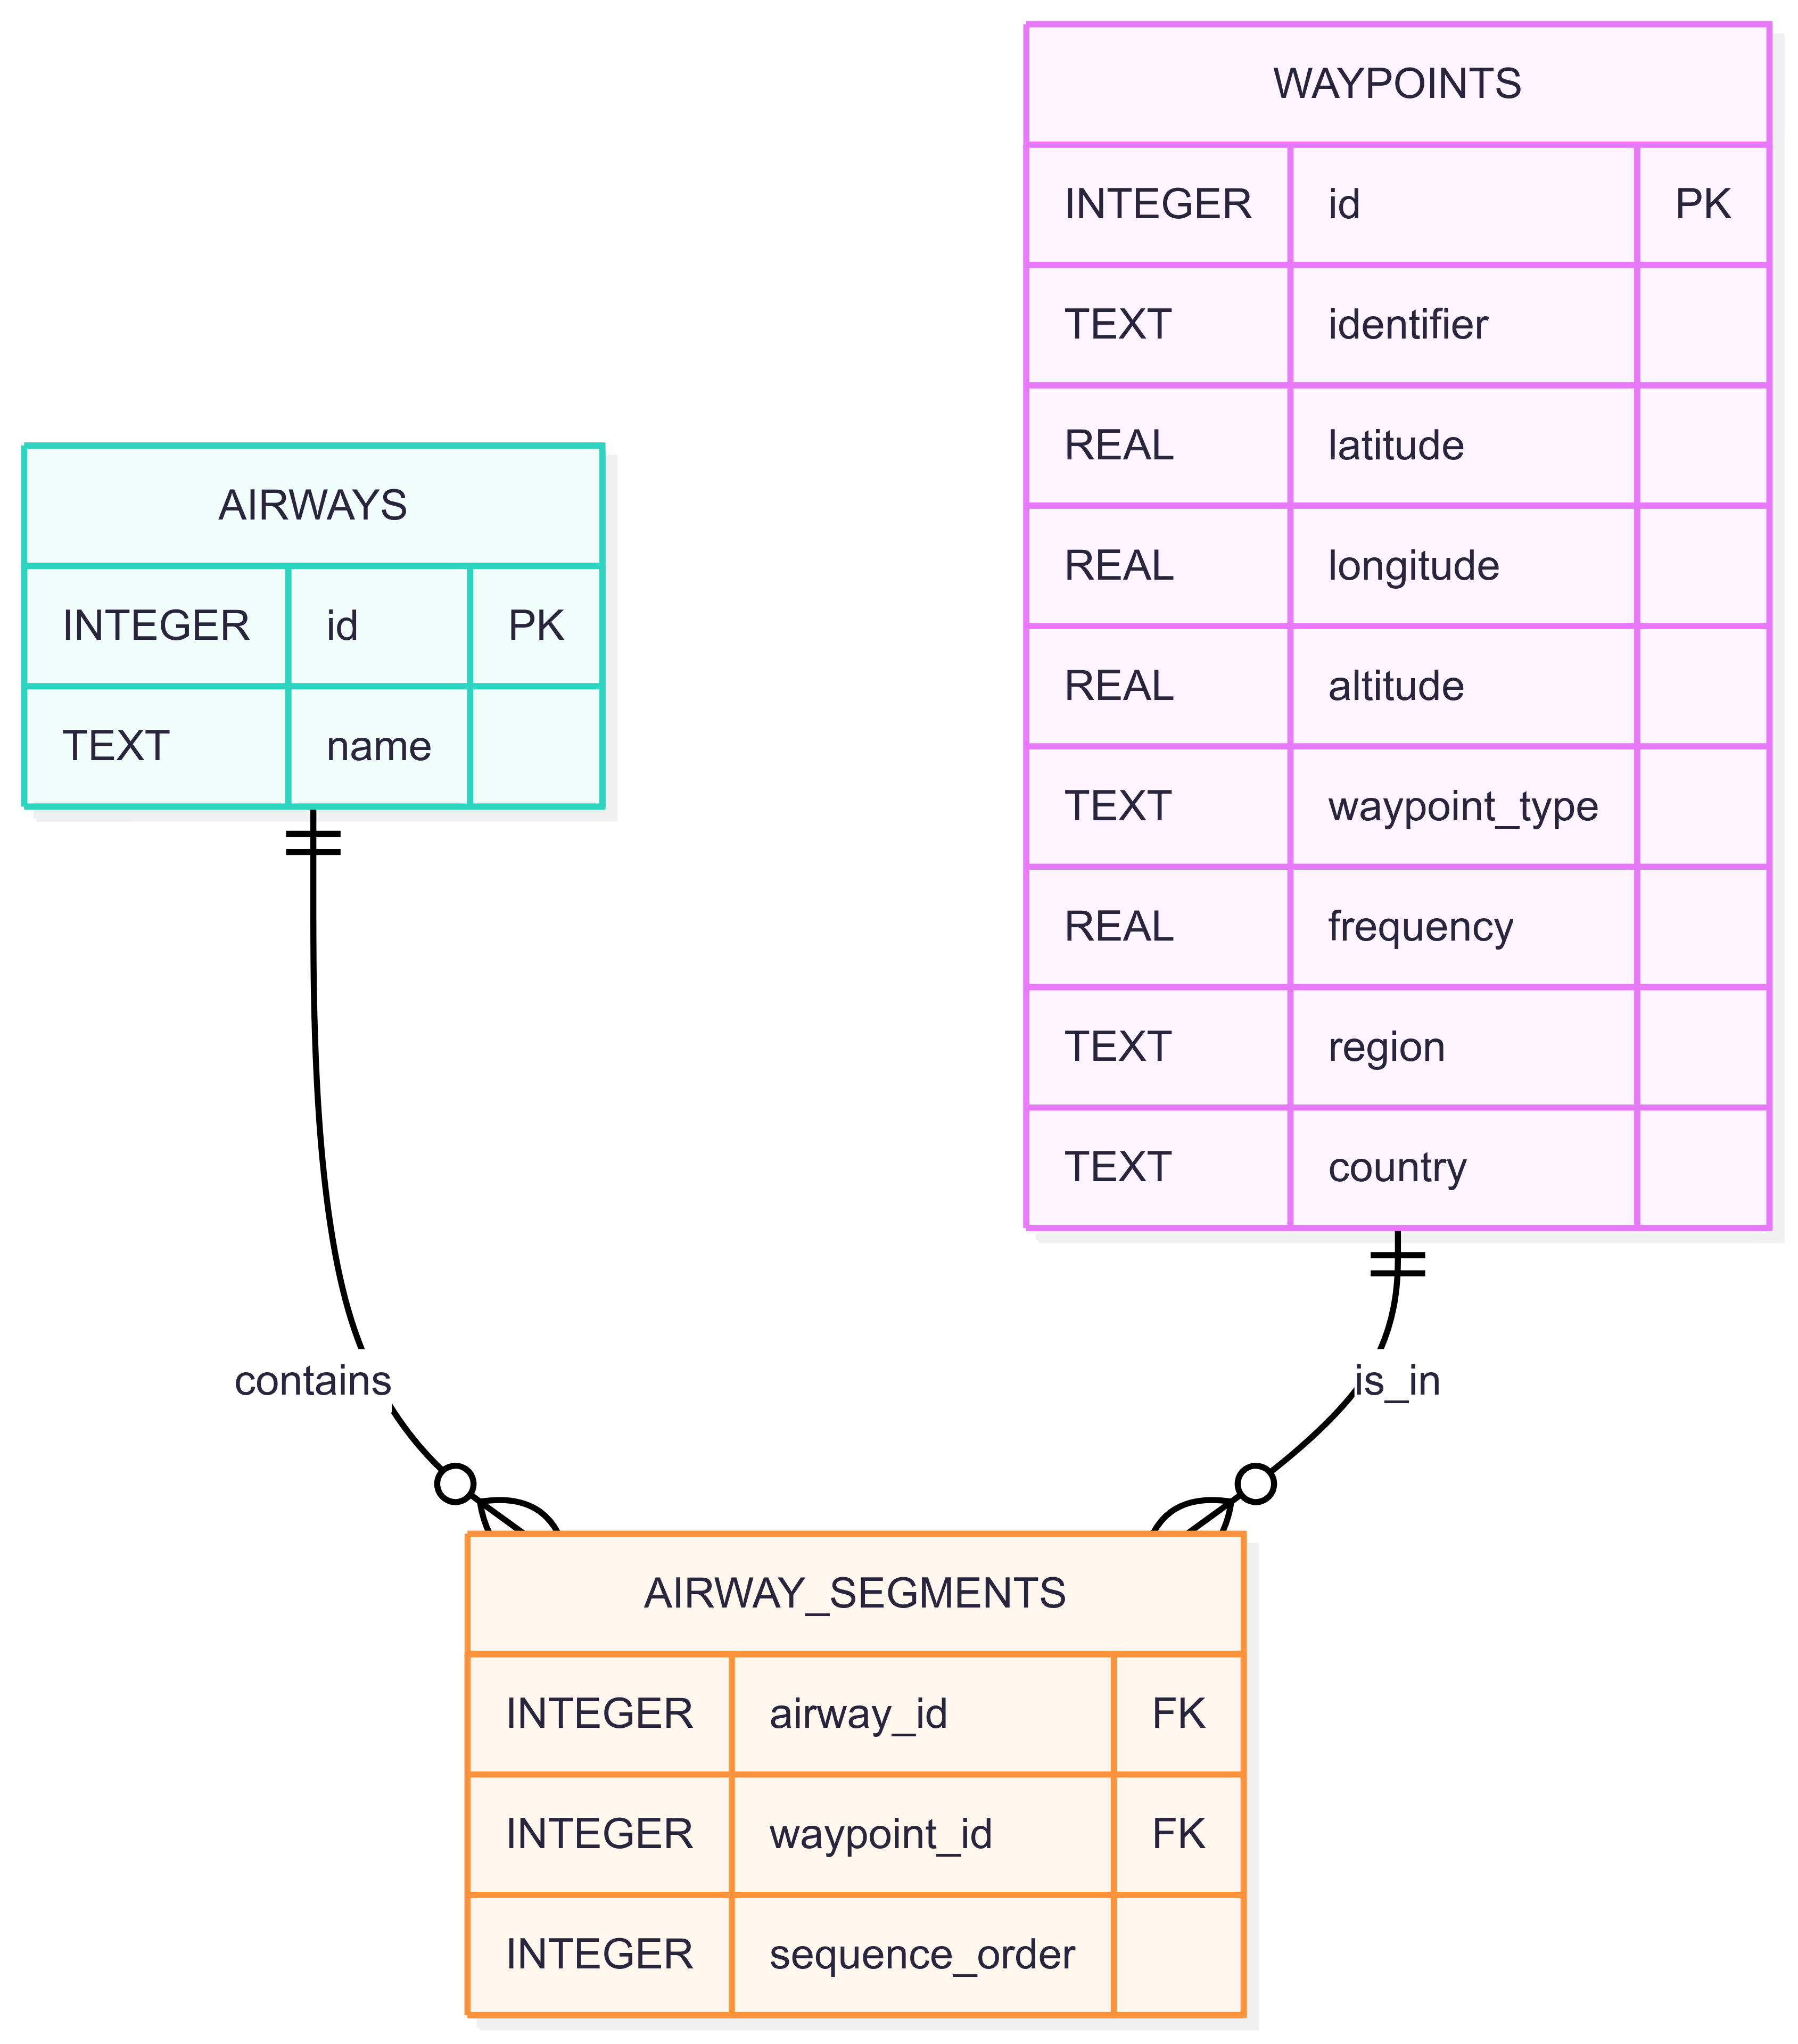 WAYPOINTS
INTEGER id PK
TEXT identifier
REAL latitude
REAL longitude
REAL altitude
TEXT waypoint_type
REAL frequency
TEXT region
TEXT country
AIRWAYS
INTEGER id PK
TEXT name
contains
is_in
AIRWAY_SEGMENTS
INTEGER airway_id FK
INTEGER waypoint_id FK
INTEGER sequence_order